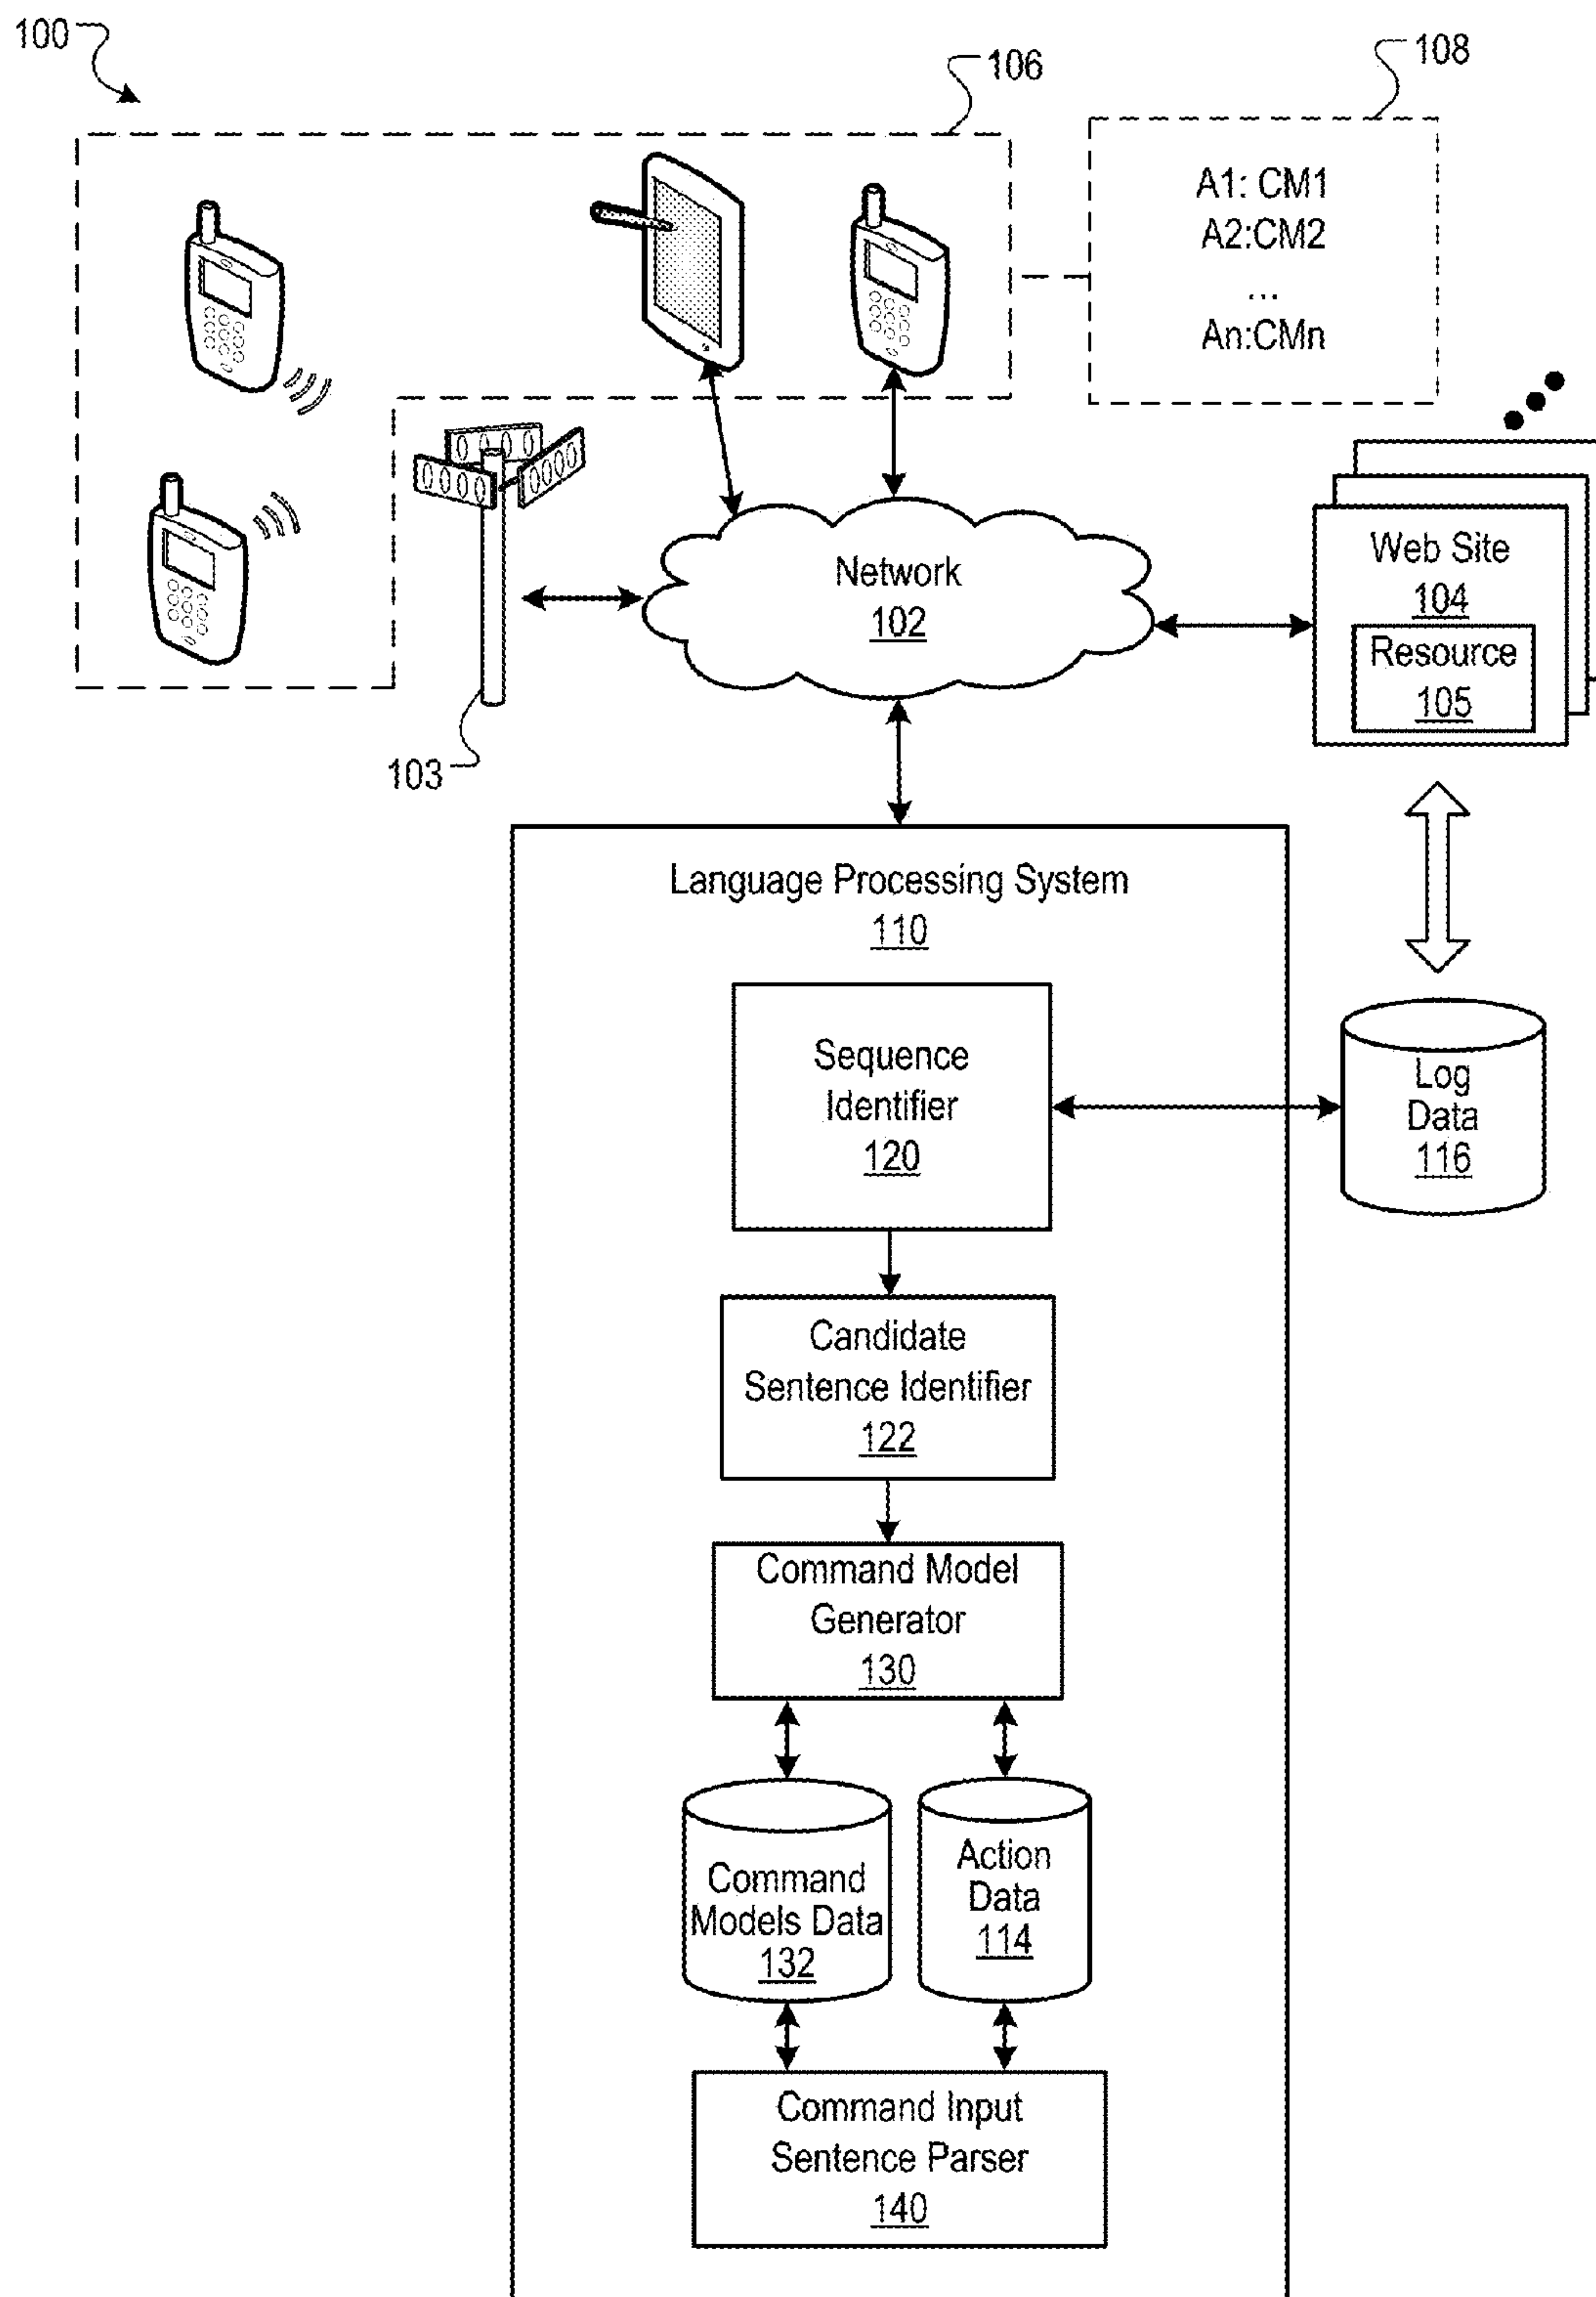 100
106
108
A1: CM1
A2:CM2
...
An:CMn
Network
102
Web Site
104
Resource
105
103
Language Processing System
110
Sequence
Identifier
120
Log
Data
116
Candidate
Sentence Identifier
122
Command Model
Generator
130
Command
Models Data
132
Action
Data
114
Command Input
Sentence Parser
140